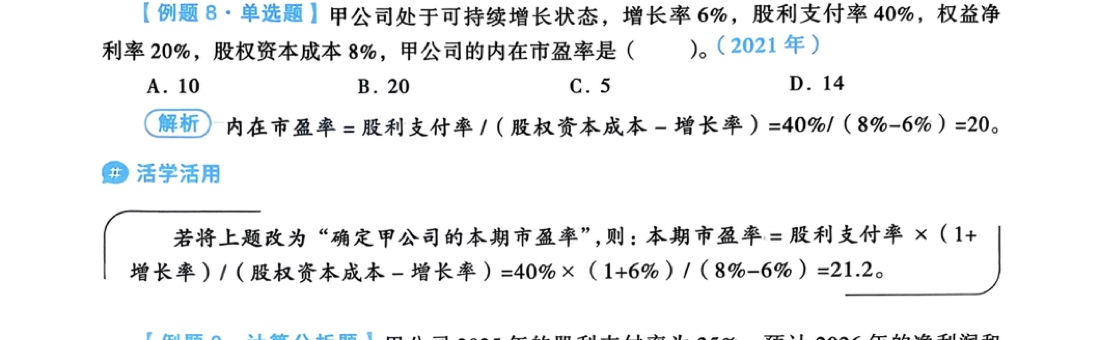 【例题8·单选题】甲公司处于可持续增长状态，增长率6%，股利支付率40%，权益净
利率20%，股权资本成本8%，甲公司的内在市盈率是（　　）。（2021年）
A. 10　　B. 20　　C. 5　　D. 14
解析 内在市盈率=股利支付率/（股权资本成本-增长率）=40%/（8%-6%）=20。
# 活学活用
若将上题改为“确定甲公司的本期市盈率”，则：本期市盈率=股利支付率×（1+
增长率）/（股权资本成本-增长率）=40%×（1+6%）/（8%-6%）=21.2。